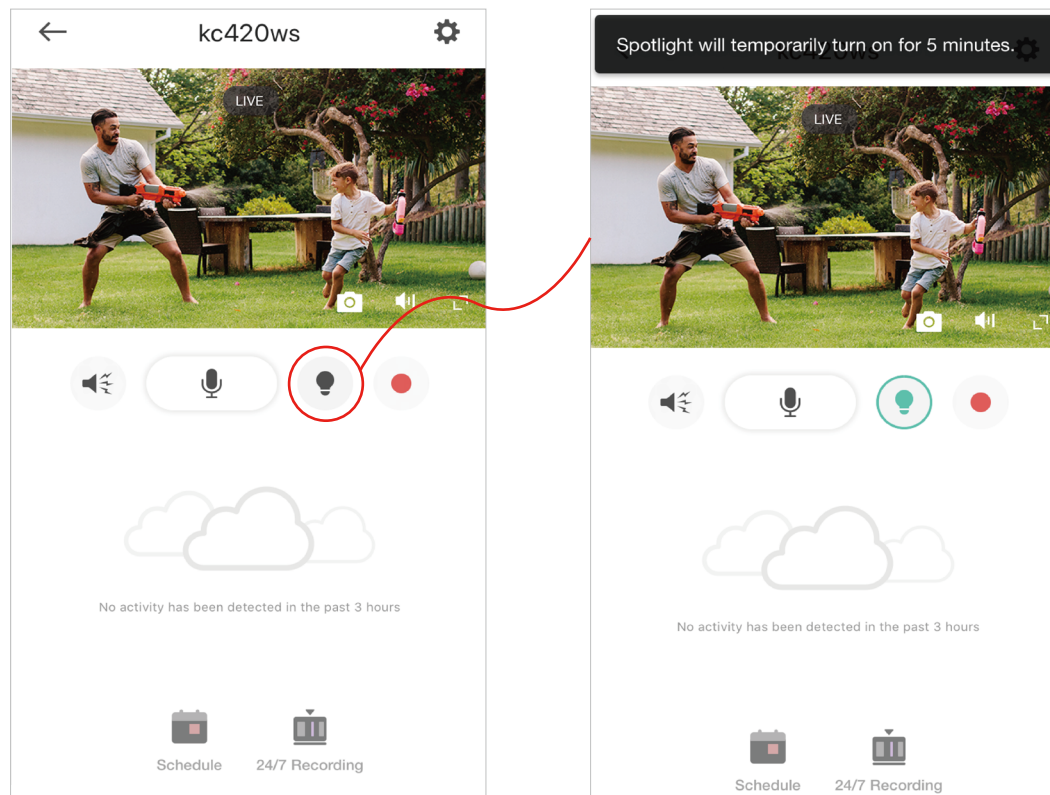 kc420ws
LIVE
No activity has been detected in the past 3 hours
Schedule
24/7 Recording
Spotlight will temporarily turn on for 5 minutes.
kc420ws
LIVE
No activity has been detected in the past 3 hours
Schedule
24/7 Recording